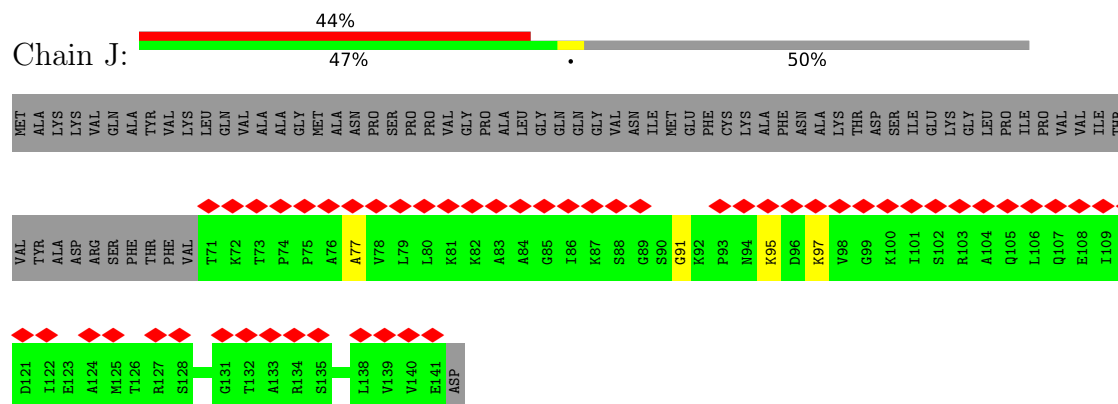 44%
Chain J:
47% • 50%
MET ALA LYS LYS VAL GLN ALA TYR VAL LYS LEU GLN VAL ALA ALA GLY MET ALA ASN PRO SER PRO PRO VAL GLY PRO ALA LEU GLY GLN GLN GLY VAL ASN ILE MET GLU PHE CYS LYS ALA PHE ASN ALA LYS THR ASP SER ILE GLU LYS GLY LEU PRO ILE PRO VAL VAL ILE THR
VAL TYR ALA ASP ARG SER PHE THR PHE VAL T71 K72 T73 P74 P75 A76 A77 V78 L79 L80 K81 K82 A83 A84 G85 I86 K87 S88 G89 S90 G91 K92 P93 N94 K95 D96 K97 V98 G99 K100 I101 S102 R103 A104 Q105 L106 Q107 E108 I109
D121 I122 E123 A124 M125 T126 R127 S128 G131 T132 A133 R134 S135 L138 V139 V140 E141 ASP